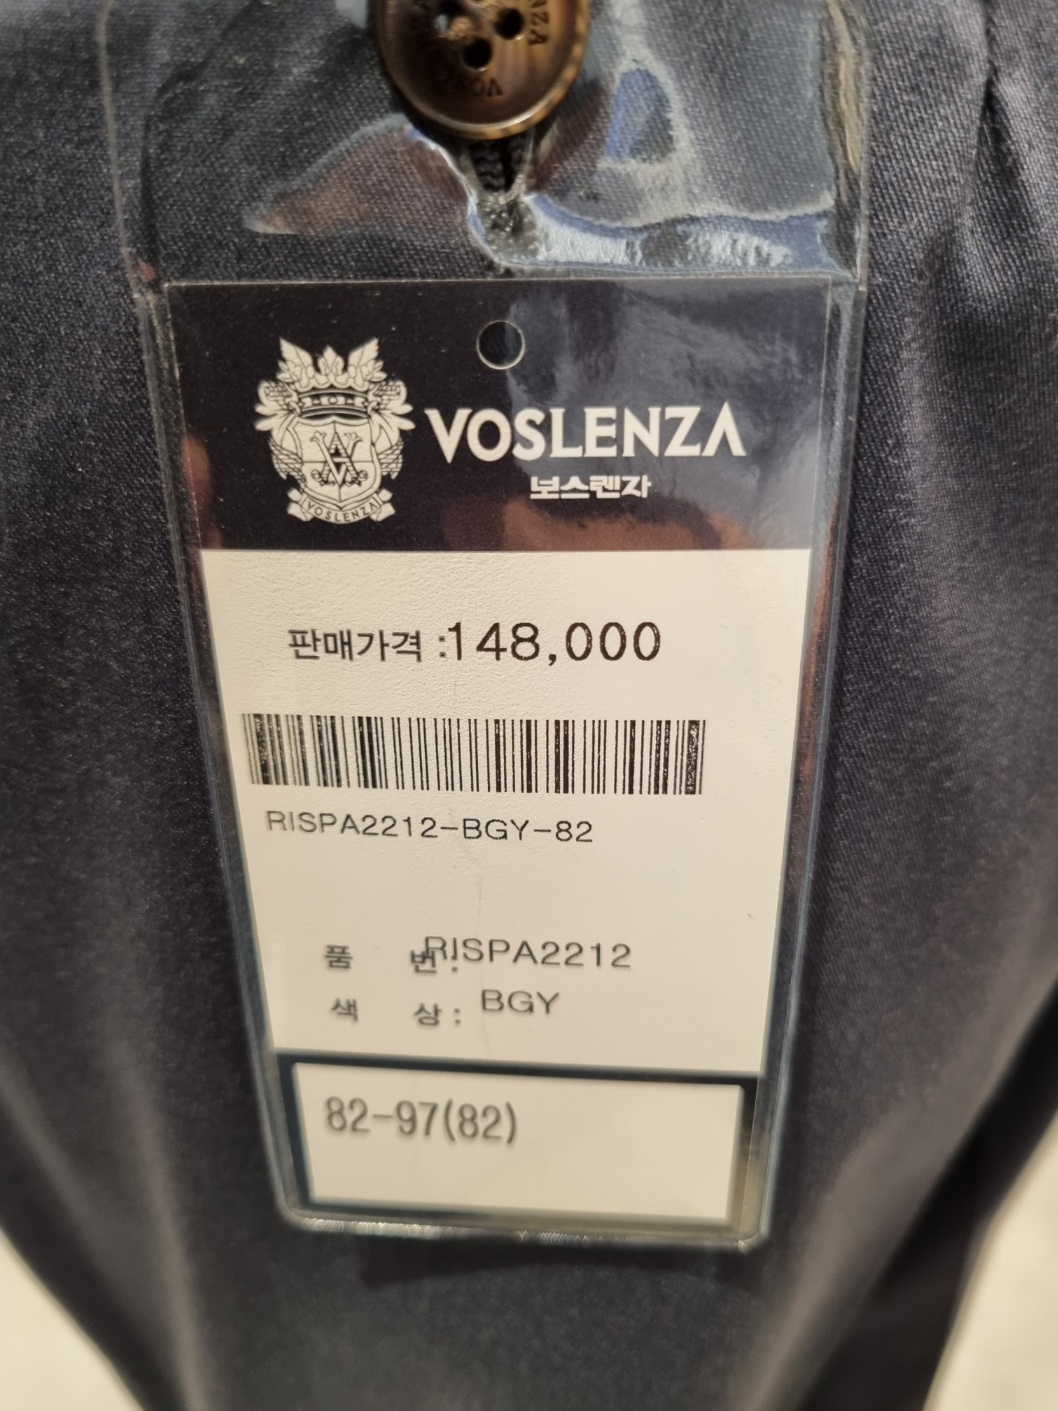 VOSLENZA
보스렌자
VOSLENZA
판매가격 :148,000
RISPA2212-BGY-82
품 번: RISPA2212
색 상: BGY
82-97(82)